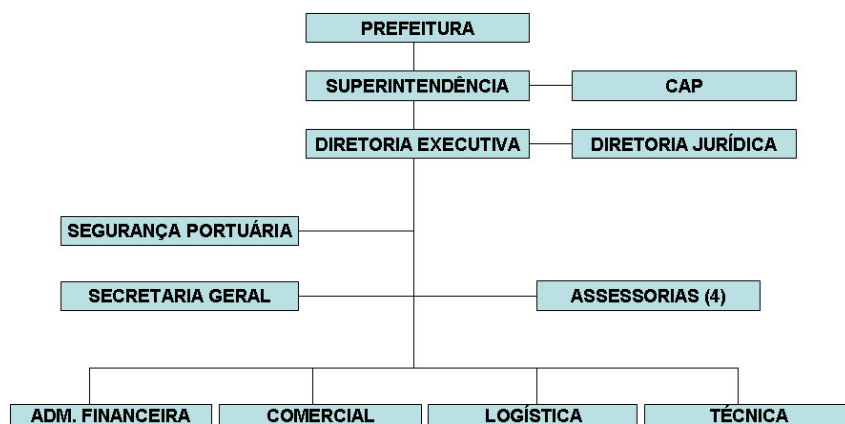 PREFEITURA
SUPERINTENDÊNCIA
CAP
DIRETORIA EXECUTIVA
DIRETORIA JURÍDICA
SEGURANÇA PORTUÁRIA
SECRETARIA GERAL
ASSESSORIAS (4)
ADM. FINANCEIRA
COMERCIAL
LOGÍSTICA
TÉCNICA